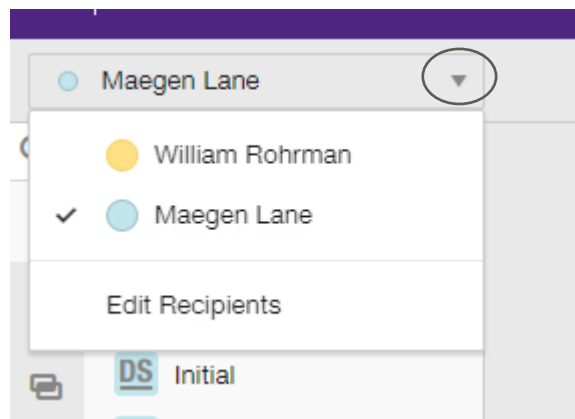 Maegen Lane
William Rohrman
Maegen Lane
Edit Recipients
DS Initial